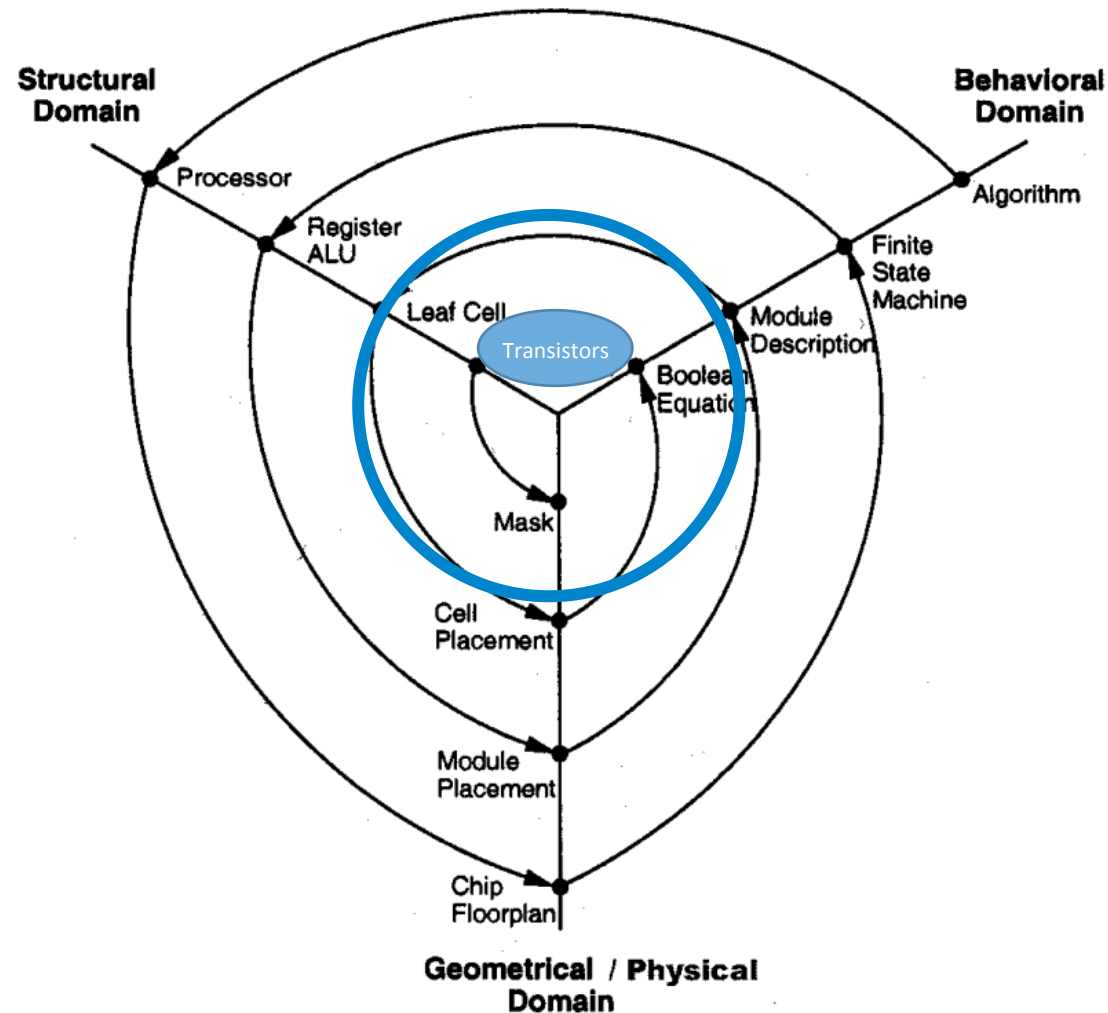 Structural
Domain
Behavioral
Domain
Processor
Algorithm
Register
ALU
Finite
State
Machine
Leaf Cell
Module
Description
Transistors
Boolean
Equation
Mask
Cell
Placement
Module
Placement
Chip
Floorplan
Geometrical / Physical
Domain